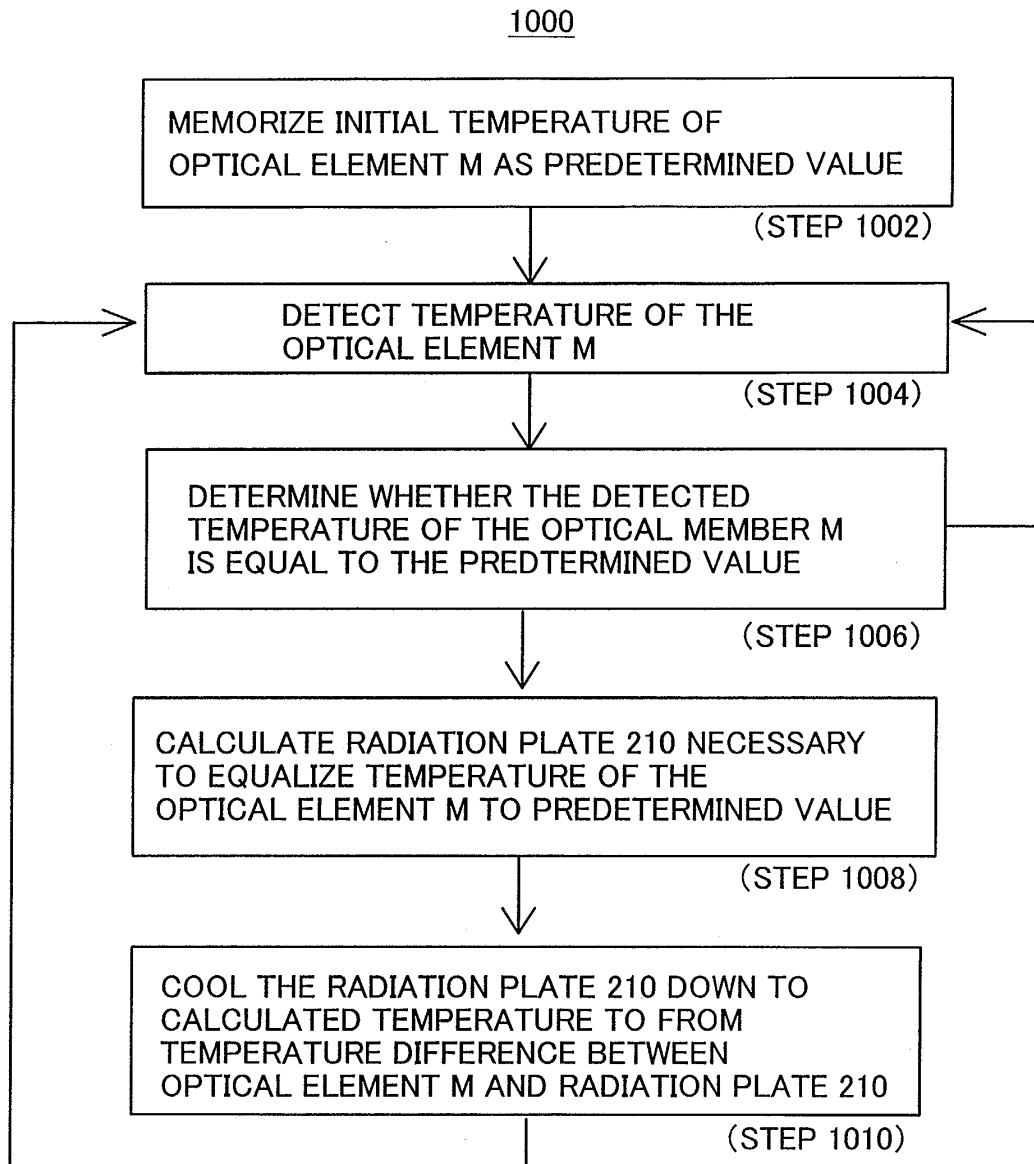 1000
MEMORIZE INITIAL TEMPERATURE OF
OPTICAL ELEMENT M AS PREDETERMINED VALUE
(STEP 1002)
DETECT TEMPERATURE OF THE
OPTICAL ELEMENT M
(STEP 1004)
DETERMINE WHETHER THE DETECTED
TEMPERATURE OF THE OPTICAL MEMBER M
IS EQUAL TO THE PREDTERMINED VALUE
(STEP 1006)
CALCULATE RADIATION PLATE 210 NECESSARY
TO EQUALIZE TEMPERATURE OF THE
OPTICAL ELEMENT M TO PREDETERMINED VALUE
(STEP 1008)
COOL THE RADIATION PLATE 210 DOWN TO
CALCULATED TEMPERATURE TO FROM
TEMPERATURE DIFFERENCE BETWEEN
OPTICAL ELEMENT M AND RADIATION PLATE 210
(STEP 1010)